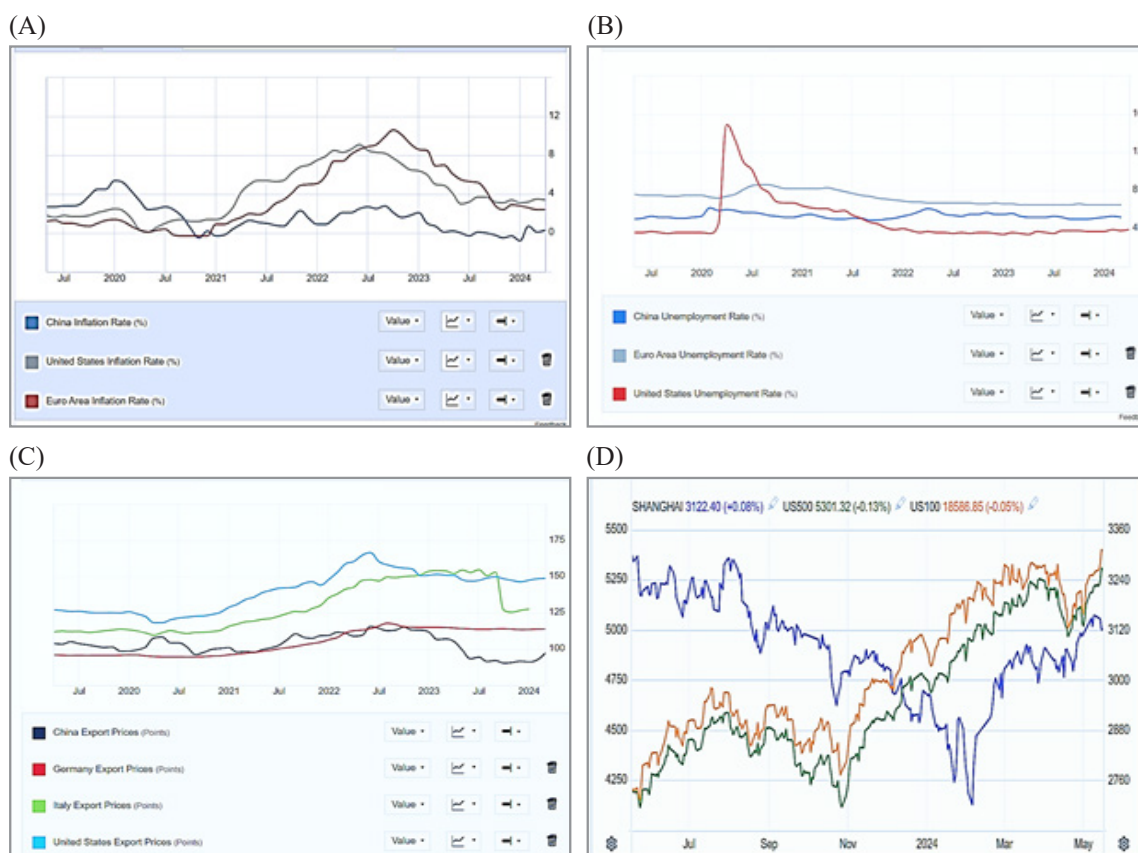 (A)
12
8
4
0
Jul 2020 Jul 2021 Jul 2022 Jul 2023 Jul 2024
China Inflation Rate (%) Value
United States Inflation Rate (%) Value
Euro Area Inflation Rate (%) Value
(B)
8
4
Jul 2020 Jul 2021 Jul 2022 Jul 2023 Jul 2024
China Unemployment Rate (%) Value
Euro Area Unemployment Rate (%) Value
United States Unemployment Rate (%) Value
(C)
175
150
125
100
Jul 2020 Jul 2021 Jul 2022 Jul 2023 Jul 2024
China Export Prices (Points) Value
Germany Export Prices (Points) Value
Italy Export Prices (Points) Value
United States Export Prices (Points) Value
(D)
SHANGHAI 3122.40 (+0.08%) US500 5301.32 (-0.13%) US100 18586.85 (-0.05%)
5500 3360
5250 3240
5000 3120
4750 3000
4500 2880
4250 2760
Jul Sep Nov 2024 Mar May